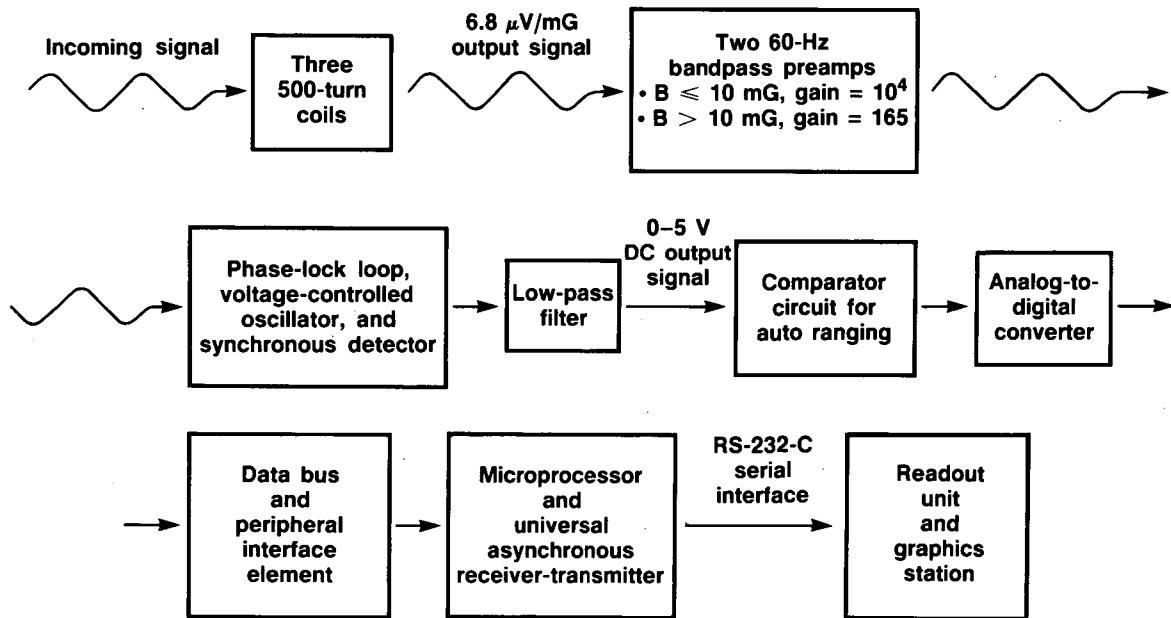 Incoming signal
Three
500-turn
coils
6.8 μV/mG
output signal
Two 60-Hz
bandpass preamps
• B ⩽ 10 mG, gain = 10⁴
• B > 10 mG, gain = 165
Phase-lock loop,
voltage-controlled
oscillator, and
synchronous detector
Low-pass
filter
0–5 V
DC output
signal
Comparator
circuit for
auto ranging
Analog-to-
digital
converter
Data bus
and
peripheral
interface
element
Microprocessor
and
universal
asynchronous
receiver-transmitter
RS-232-C
serial
interface
Readout
unit
and
graphics
station